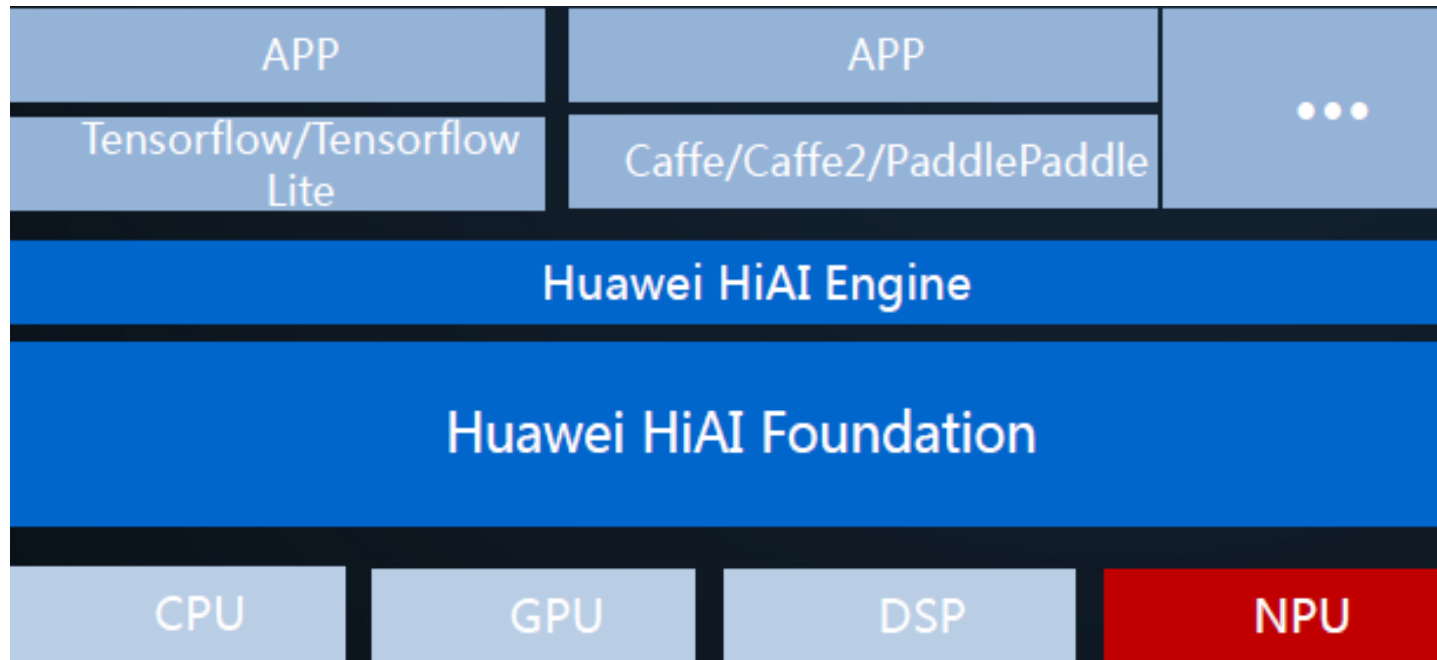 APP
APP
Tensorflow/Tensorflow
Lite
Caffe/Caffe2/PaddlePaddle
•••
Huawei HiAI Engine
Huawei HiAI Foundation
CPU
GPU
DSP
NPU